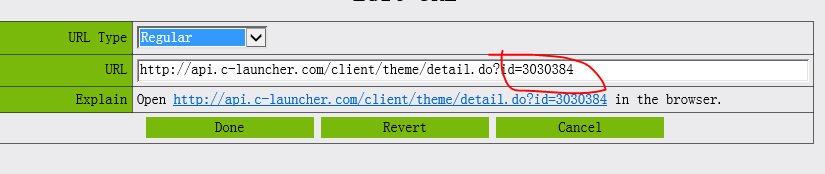 URL Type Regular
URL http://api.c-launcher.com/client/theme/detail.do?id=3030384
Explain Open http://api.c-launcher.com/client/theme/detail.do?id=3030384 in the browser.
Done Revert Cancel